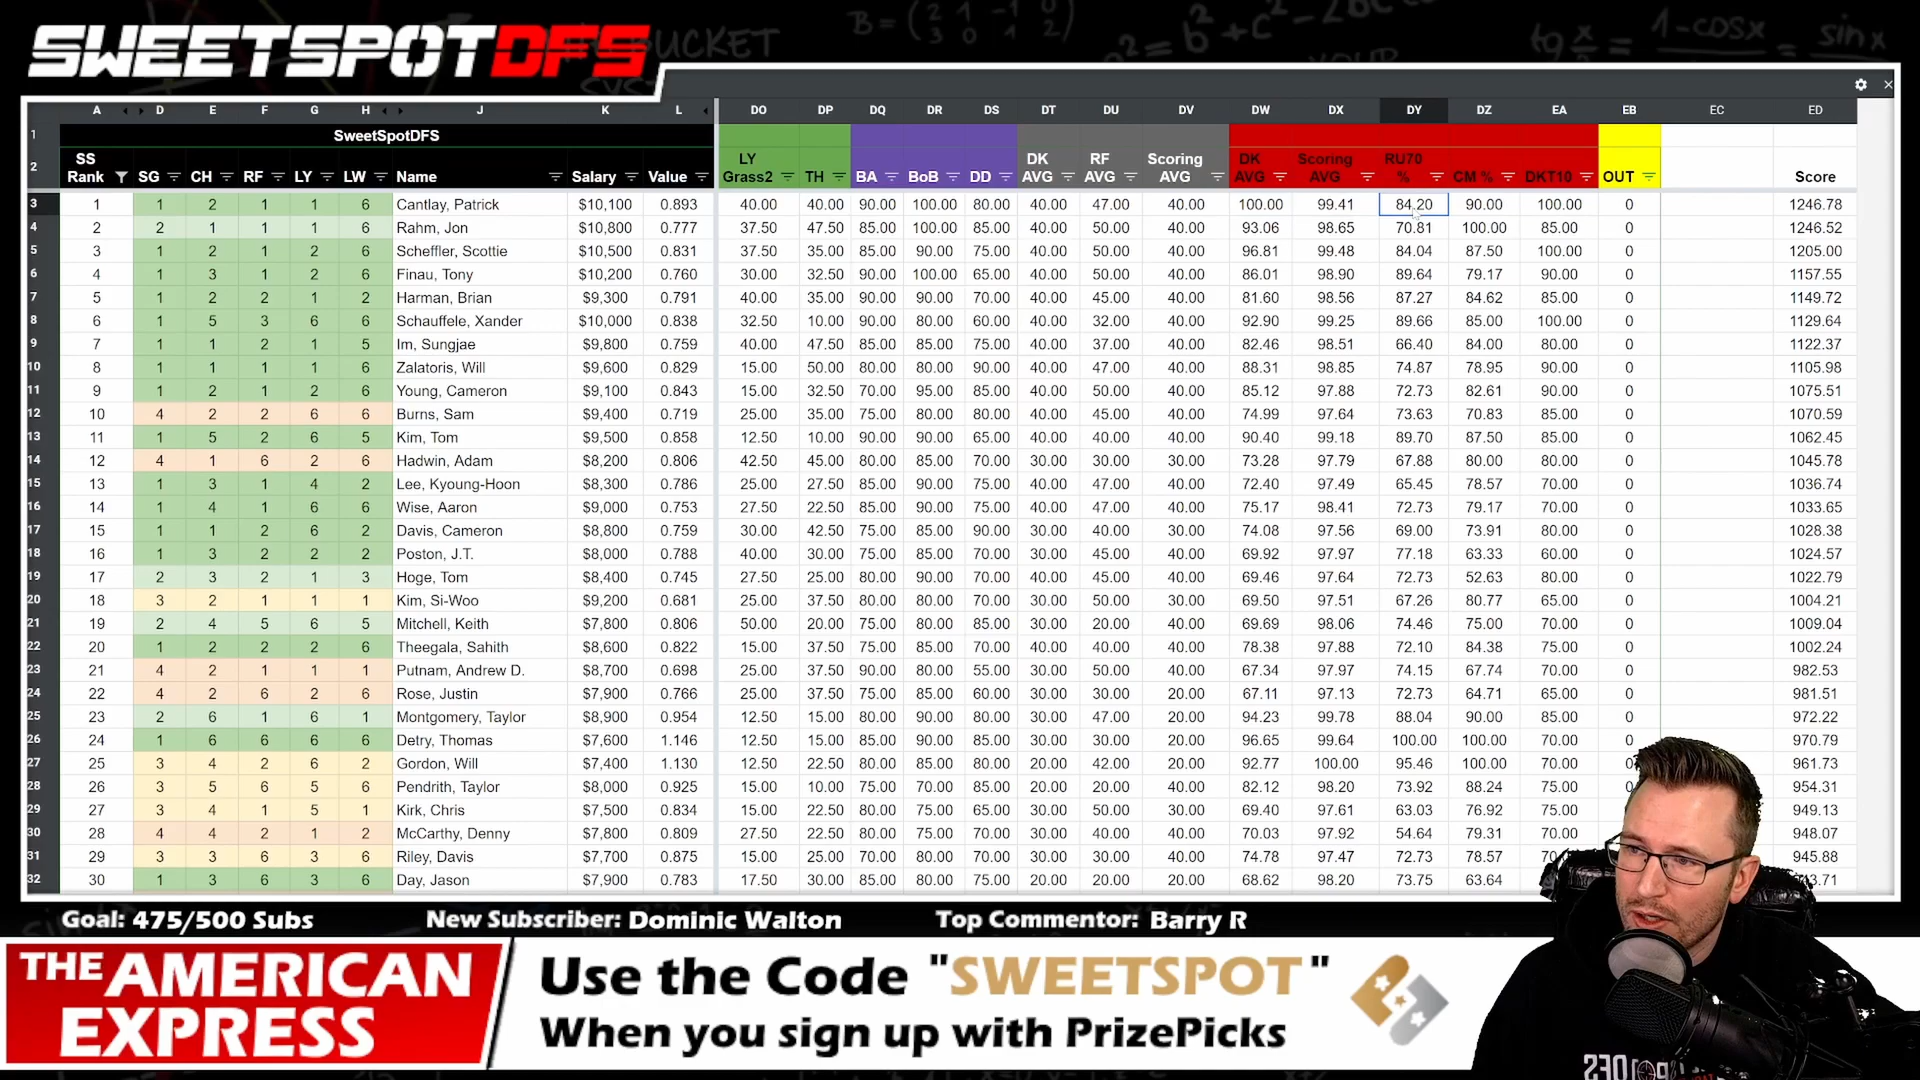 SWEETSPOTDFS
A D E F G H J K L DO DP DQ DR DS DT DU DV DW DX DY DZ EA EB EC ED
1 SweetSpotDFS
2 SS Rank SG CH RF LY LW Name Salary Value LY Grass2 TH BA BoB DD DK AVG RF AVG Scoring AVG DK AVG Scoring AVG RU70 % CM % DKT10 OUT Score
3 1 1 2 1 1 6 Cantlay, Patrick $10,100 0.893 40.00 40.00 90.00 100.00 80.00 40.00 47.00 40.00 100.00 99.41 84.20 90.00 100.00 0 1246.78
4 2 2 1 1 1 6 Rahm, Jon $10,800 0.777 37.50 47.50 85.00 100.00 85.00 40.00 50.00 40.00 93.06 98.65 70.81 100.00 85.00 0 1246.52
5 3 1 2 1 2 6 Scheffler, Scottie $10,500 0.831 37.50 35.00 85.00 90.00 75.00 40.00 50.00 40.00 96.81 99.48 84.04 87.50 100.00 0 1205.00
6 4 1 3 1 2 6 Finau, Tony $10,200 0.760 30.00 32.50 90.00 100.00 65.00 40.00 50.00 40.00 86.01 98.90 89.64 79.17 90.00 0 1157.55
7 5 1 2 2 1 2 Harman, Brian $9,300 0.791 40.00 35.00 90.00 90.00 70.00 40.00 45.00 40.00 81.60 98.56 87.27 84.62 85.00 0 1149.72
8 6 1 5 3 6 6 Schauffele, Xander $10,000 0.838 32.50 10.00 90.00 80.00 60.00 40.00 32.00 40.00 92.90 99.25 89.66 85.00 100.00 0 1129.64
9 7 1 1 2 1 5 Im, Sungjae $9,800 0.759 40.00 47.50 85.00 85.00 75.00 40.00 37.00 40.00 82.46 98.51 66.40 84.00 80.00 0 1122.37
10 8 1 1 1 1 6 Zalatoris, Will $9,600 0.829 15.00 50.00 80.00 80.00 90.00 40.00 47.00 40.00 88.31 98.85 74.87 78.95 90.00 0 1105.98
11 9 1 2 1 2 6 Young, Cameron $9,100 0.843 15.00 32.50 70.00 95.00 85.00 40.00 50.00 40.00 85.12 97.88 72.73 82.61 90.00 0 1075.51
12 10 4 2 2 6 6 Burns, Sam $9,400 0.719 25.00 35.00 75.00 80.00 80.00 40.00 45.00 40.00 74.99 97.64 73.63 70.83 85.00 0 1070.59
13 11 1 5 2 6 5 Kim, Tom $9,500 0.858 12.50 10.00 90.00 90.00 65.00 40.00 40.00 40.00 90.40 99.18 89.70 87.50 85.00 0 1062.45
14 12 4 1 6 2 6 Hadwin, Adam $8,200 0.806 42.50 45.00 80.00 85.00 70.00 30.00 30.00 40.00 73.28 97.79 67.88 80.00 80.00 0 1045.78
15 13 1 3 1 4 2 Lee, Kyoung-Hoon $8,300 0.786 25.00 27.50 85.00 90.00 75.00 40.00 47.00 40.00 72.40 97.49 65.45 78.57 70.00 0 1036.74
16 14 1 4 1 6 6 Wise, Aaron $9,000 0.753 27.50 22.50 85.00 90.00 75.00 40.00 47.00 40.00 75.17 98.41 72.73 79.17 70.00 0 1033.65
17 15 1 1 2 6 2 Davis, Cameron $8,800 0.759 30.00 42.50 75.00 85.00 90.00 30.00 40.00 40.00 74.08 97.56 69.00 73.91 80.00 0 1028.38
18 16 1 3 2 2 2 Poston, J.T. $8,000 0.788 40.00 30.00 75.00 85.00 70.00 30.00 45.00 40.00 69.92 97.97 77.18 63.33 60.00 0 1024.57
19 17 2 3 2 1 3 Hoge, Tom $8,400 0.745 27.50 25.00 80.00 90.00 70.00 40.00 45.00 40.00 69.46 97.64 72.73 52.63 80.00 0 1022.79
20 18 3 2 1 1 1 Kim, Si-Woo $9,200 0.681 25.00 37.50 80.00 80.00 70.00 30.00 50.00 40.00 69.50 97.51 67.26 80.77 65.00 0 1004.21
21 19 2 4 5 6 5 Mitchell, Keith $7,800 0.806 50.00 20.00 75.00 85.00 80.00 30.00 20.00 40.00 69.69 98.06 74.46 75.00 70.00 0 1009.04
22 20 1 2 2 2 6 Theegala, Sahith $8,600 0.822 15.00 37.50 75.00 85.00 75.00 30.00 40.00 40.00 78.38 97.88 72.10 84.38 75.00 0 1002.24
23 21 4 2 1 1 1 Putnam, Andrew D. $8,700 0.698 25.00 37.50 90.00 80.00 55.00 30.00 50.00 40.00 67.34 97.97 74.15 67.74 70.00 0 982.53
24 22 4 2 6 2 6 Rose, Justin $7,900 0.766 25.00 37.50 75.00 85.00 60.00 30.00 30.00 20.00 67.11 97.13 72.73 64.71 65.00 0 981.51
25 23 2 6 1 6 1 Montgomery, Taylor $8,900 0.954 12.50 15.00 80.00 90.00 80.00 30.00 47.00 20.00 94.23 99.78 88.04 90.00 85.00 0 972.22
26 24 1 6 6 6 6 Detry, Thomas $7,600 1.146 12.50 15.00 85.00 90.00 85.00 30.00 30.00 20.00 96.65 99.64 100.00 100.00 70.00 0 970.79
27 25 3 4 2 6 2 Gordon, Will $7,400 1.130 12.50 22.50 80.00 85.00 80.00 20.00 42.00 20.00 92.77 100.00 95.46 100.00 70.00 0 961.73
28 26 3 5 6 5 6 Pendrith, Taylor $8,000 0.925 15.00 10.00 75.00 70.00 85.00 20.00 20.00 40.00 82.12 98.20 73.92 88.24 75.00 954.31
29 27 3 4 1 5 1 Kirk, Chris $7,500 0.834 15.00 22.50 80.00 75.00 65.00 30.00 50.00 40.00 69.40 97.61 63.03 76.92 75.00 949.13
30 28 4 4 2 1 2 McCarthy, Denny $7,800 0.809 27.50 22.50 80.00 75.00 70.00 30.00 40.00 40.00 70.03 97.92 54.64 79.31 70.00 948.07
31 29 3 3 6 3 6 Riley, Davis $7,700 0.875 15.00 25.00 70.00 80.00 75.00 30.00 30.00 40.00 74.78 97.47 72.73 78.57 945.88
32 30 1 3 6 3 6 Day, Jason $7,900 0.783 17.50 30.00 85.00 80.00 75.00 20.00 20.00 40.00 68.62 98.20 73.75 63.64
Goal: 475/500 Subs New Subscriber: Dominic Walton Top Commentor: Barry R
THE AMERICAN
EXPRESS
Use the Code "SWEETSPOT"
When you sign up with PrizePicks